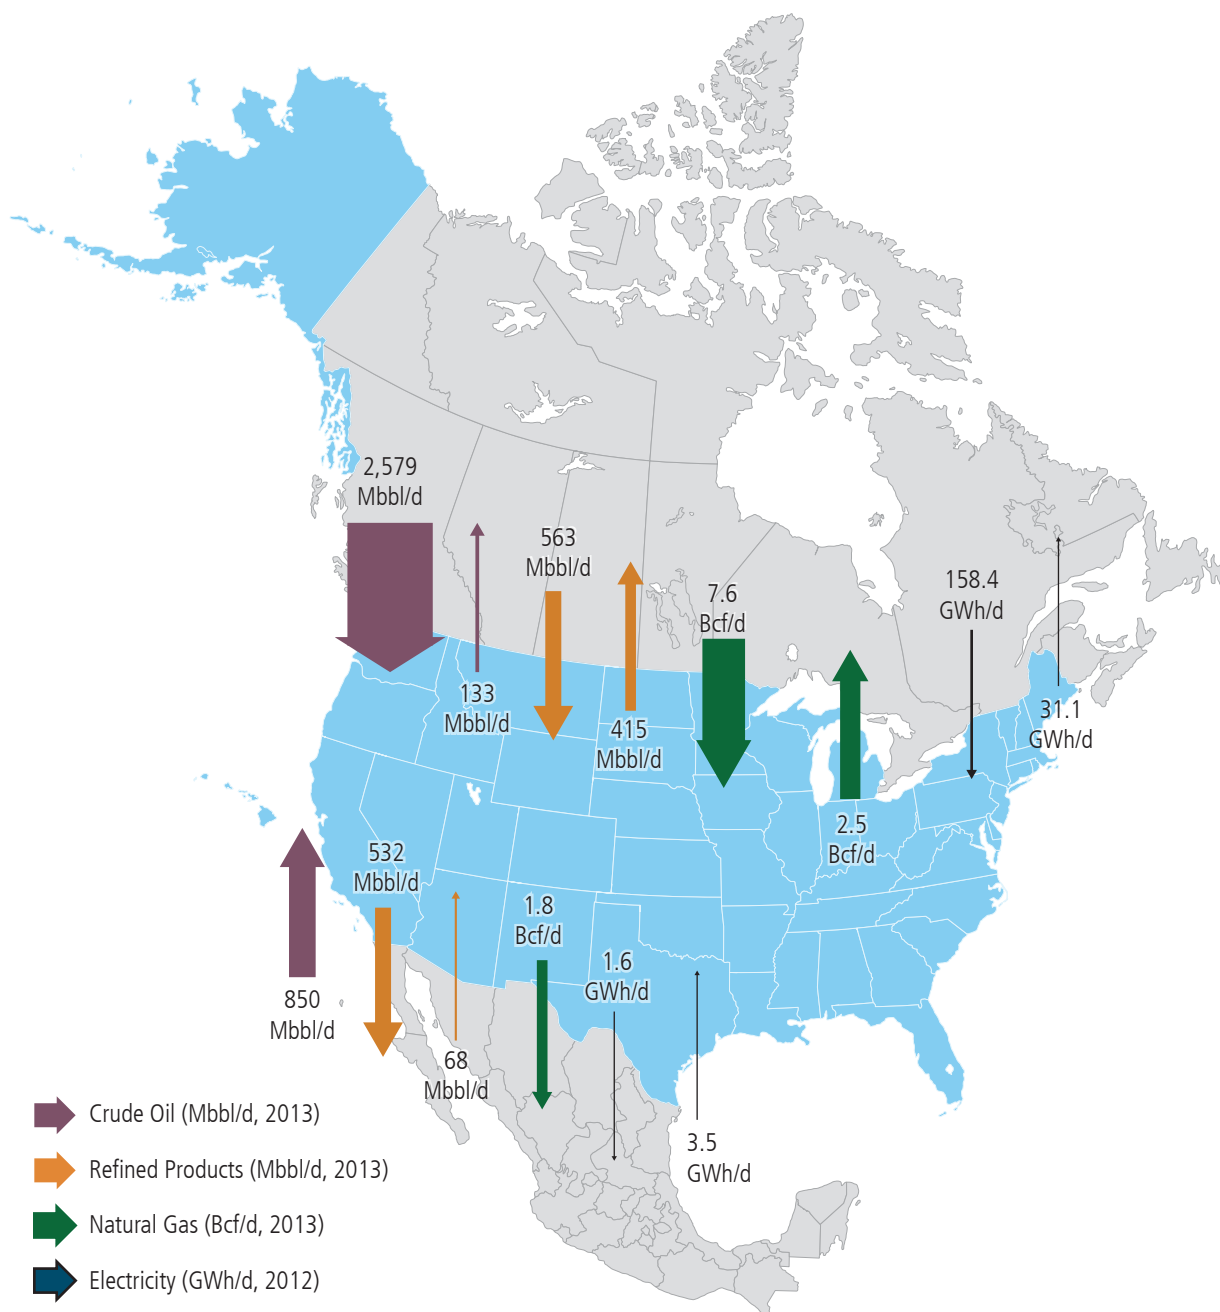 2,579
Mbbl/d
563
Mbbl/d
7.6
Bcf/d
158.4
GWh/d
133
Mbbl/d
415
Mbbl/d
31.1
GWh/d
2.5
Bcf/d
532
Mbbl/d
1.8
Bcf/d
1.6
GWh/d
850
Mbbl/d
68
Mbbl/d
3.5
GWh/d
Crude Oil (Mbbl/d, 2013)
Refined Products (Mbbl/d, 2013)
Natural Gas (Bcf/d, 2013)
Electricity (GWh/d, 2012)